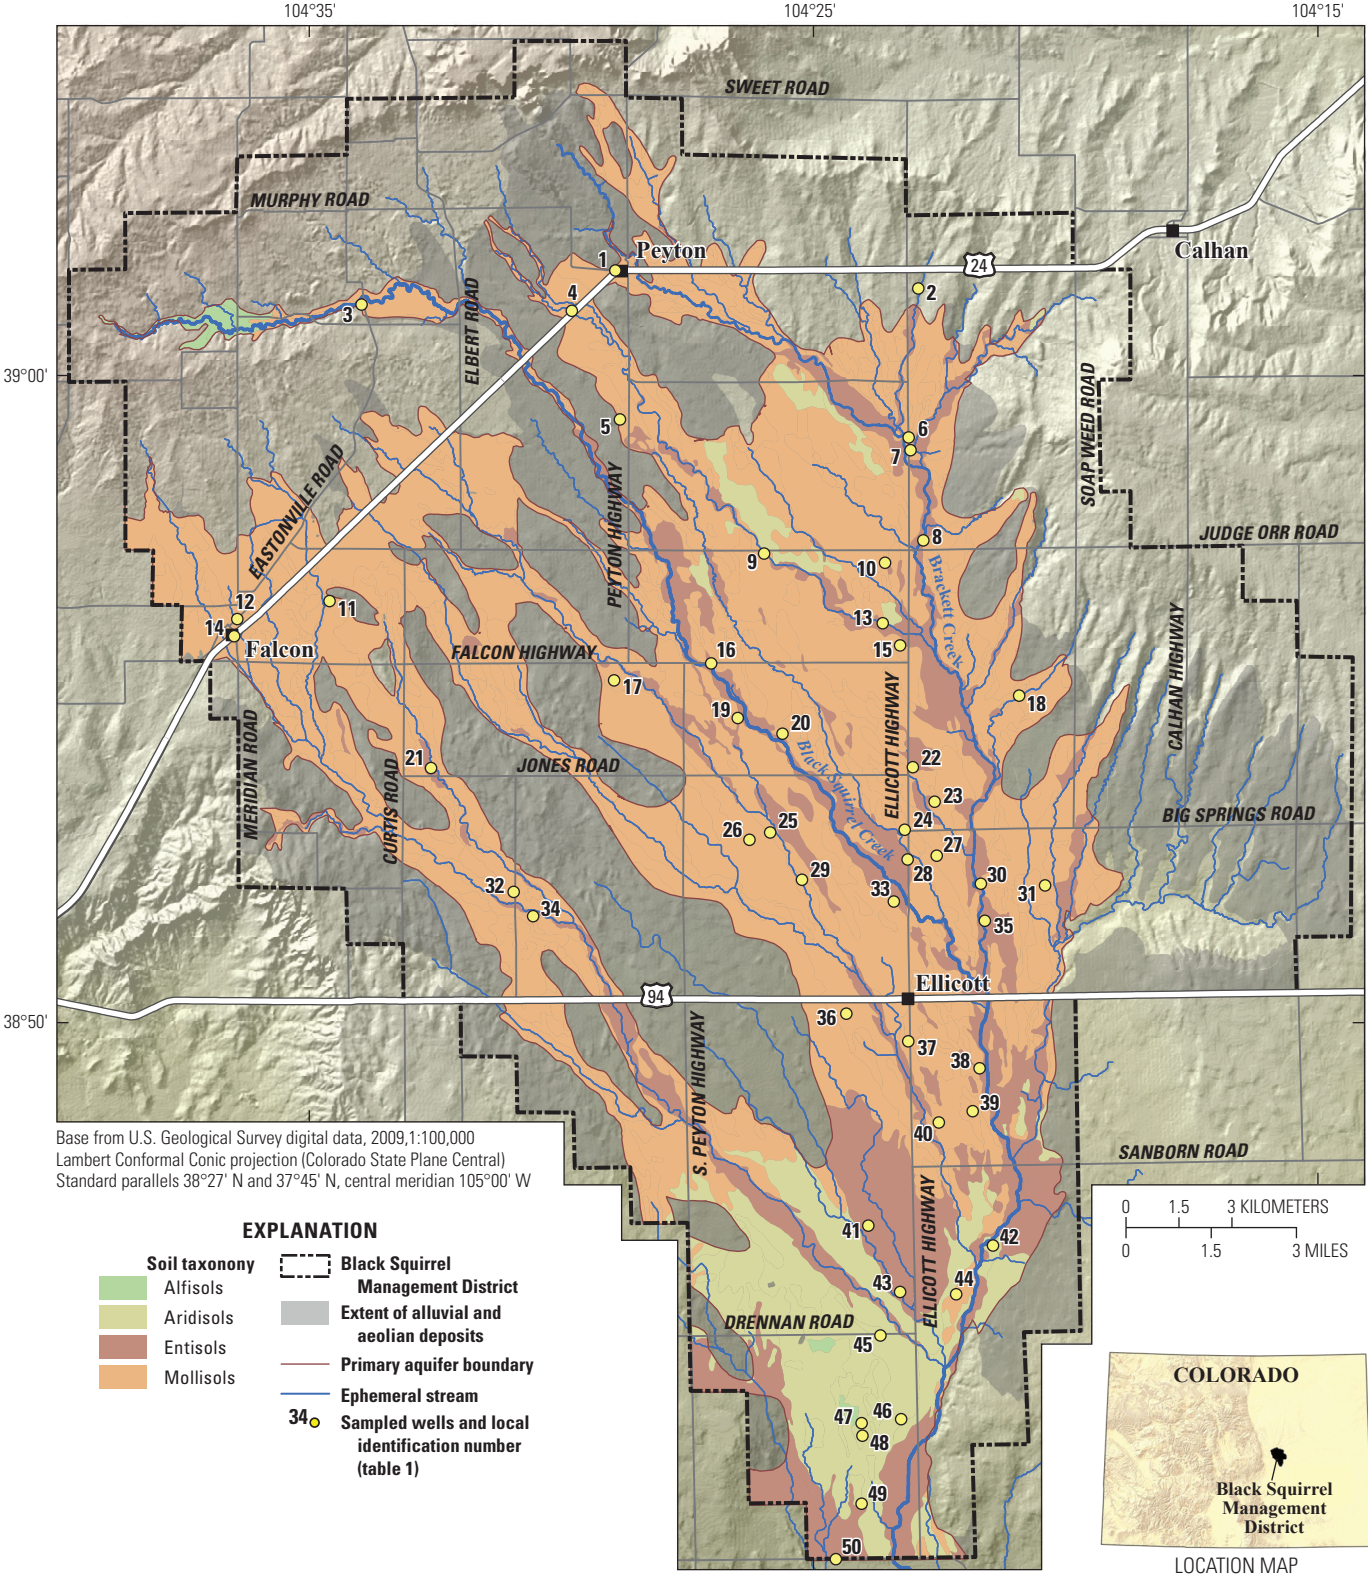 104°35'
104°25'
104°15'
SWEET ROAD
MURPHY ROAD
Peyton
Calhan
24
1
2
3
4
ELBERT ROAD
39°00'
SOAP WEED ROAD
5
6
7
EASTONVILLE ROAD
PEYTON HIGHWAY
JUDGE ORR ROAD
8
9
10
Brackett Creek
11
12
13
14
Falcon
15
FALCON HIGHWAY
16
17
18
CALHAN HIGHWAY
ELLICOTT HIGHWAY
19
20
MERIDIAN ROAD
21
JONES ROAD
CURTIS ROAD
Black Squirrel Creek
22
23
24
BIG SPRINGS ROAD
25
26
27
28
29
30
31
32
33
34
35
Ellicott
94
38°50'
36
37
38
39
40
S. PEYTON HIGHWAY
SANBORN ROAD
ELLICOTT HIGHWAY
41
42
43
44
DRENNAN ROAD
45
46
47
48
49
50
Base from U.S. Geological Survey digital data, 2009,1:100,000
Lambert Conformal Conic projection (Colorado State Plane Central)
Standard parallels 38°27' N and 37°45' N, central meridian 105°00' W
0 1.5 3 KILOMETERS
0 1.5 3 MILES
EXPLANATION
Soil taxonony
Alfisols
Aridisols
Entisols
Mollisols
Black Squirrel
Management District
Extent of alluvial and
aeolian deposits
Primary aquifer boundary
Ephemeral stream
34
Sampled wells and local
identification number
(table 1)
COLORADO
Black Squirrel
Management
District
LOCATION MAP